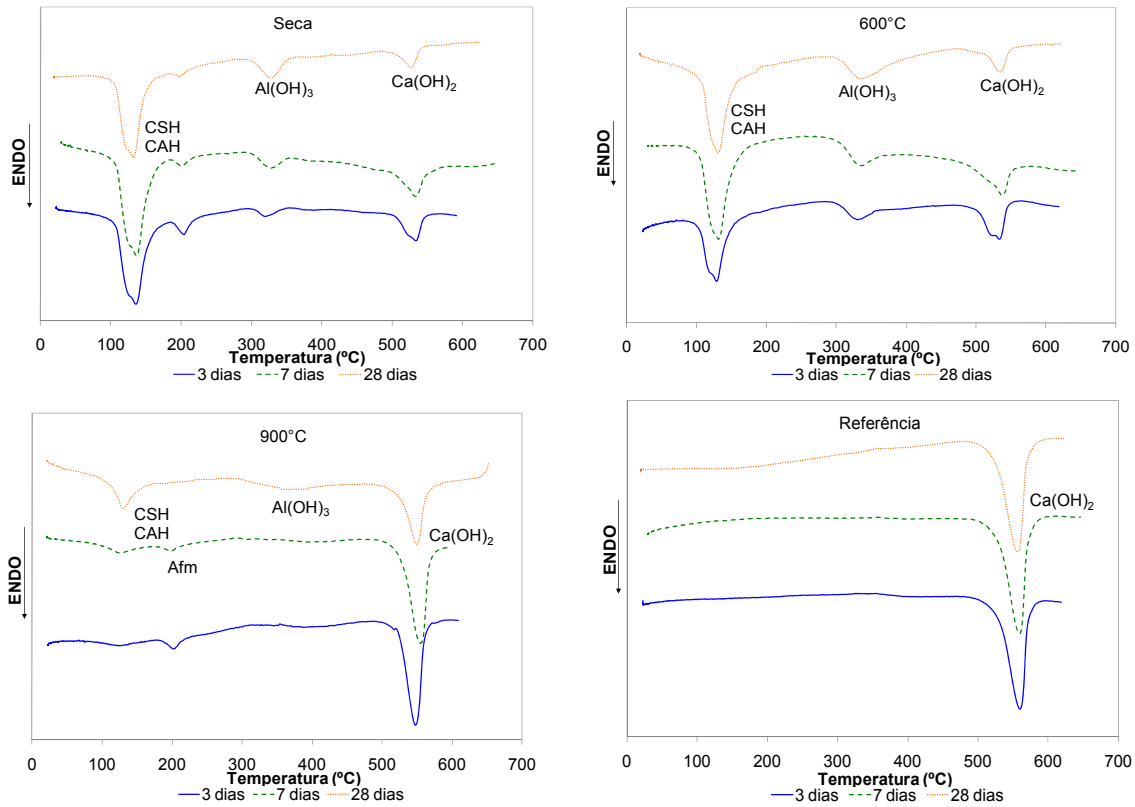 Seca
Al(OH)3
Ca(OH)2
CSH
CAH
ENDO
0 100 200 300 400 500 600 700
Temperatura (ºC)
3 dias 7 dias 28 dias
600°C
Al(OH)3
Ca(OH)2
CSH
CAH
ENDO
0 100 200 300 400 500 600 700
Temperatura (ºC)
3 dias 7 dias 28 dias
900°C
Al(OH)3
CSH
CAH
Ca(OH)2
Afm
ENDO
0 100 200 300 400 500 600 700
Temperatura (ºC)
3 dias 7 dias 28 dias
Referência
Ca(OH)2
ENDO
0 100 200 300 400 500 600 700
Temperatura (ºC)
3 dias 7 dias 28 dias